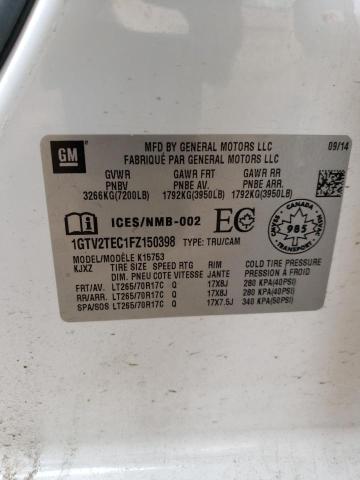 GM
MFD BY GENERAL MOTORS LLC
09/14
FABRIQUÉ PAR GENERAL MOTORS LLC
GVWR GAWR FRT GAWR RR
PNBV PNBE AV. PNBE ARR.
3266KG(7200LB) 1792KG(3950LB) 1792KG(3950LB)
ICES/NMB-002 EC
CANADA
985
TRANSPORT
1GTV2TEC1FZ150398 TYPE: TRU/CAM
MODEL/MODÈLE K15753
KJXZ TIRE SIZE SPEED RTG RIM COLD TIRE PRESSURE
DIMENSION PNEU COTE VITESSE JANTE PRESSION À FROID
FRT/AV. LT265/70R17C Q 17X8J 280 KPA(40PSI)
RR/ARR. LT265/70R17C Q 17X8J 280 KPA(40PSI)
SPA/SOS LT265/70R17C Q 17X7.5J 340 KPA(50PSI)